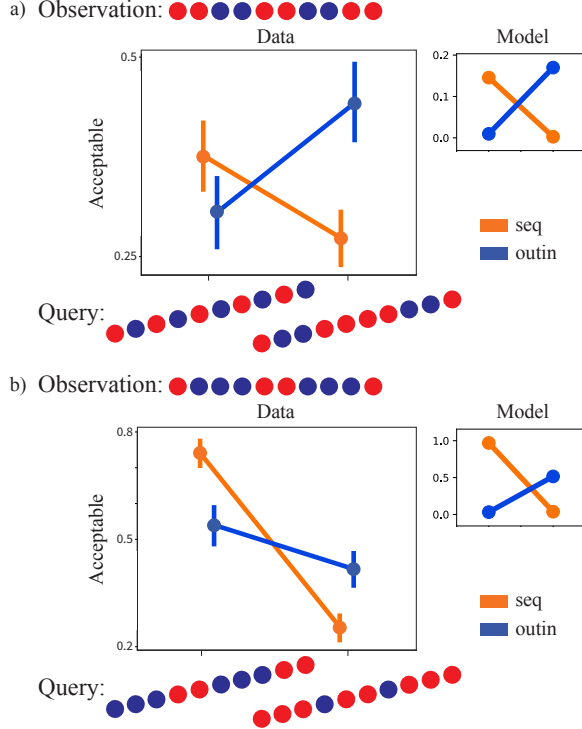 a) Observation:
Data Model
0.5
0.2
0.1
0.0
Acceptable
seq
outin
0.25
Query:
b) Observation:
Data Model
0.8
1.0
0.5
0.0
Acceptable
0.5
seq
outin
0.2
Query: